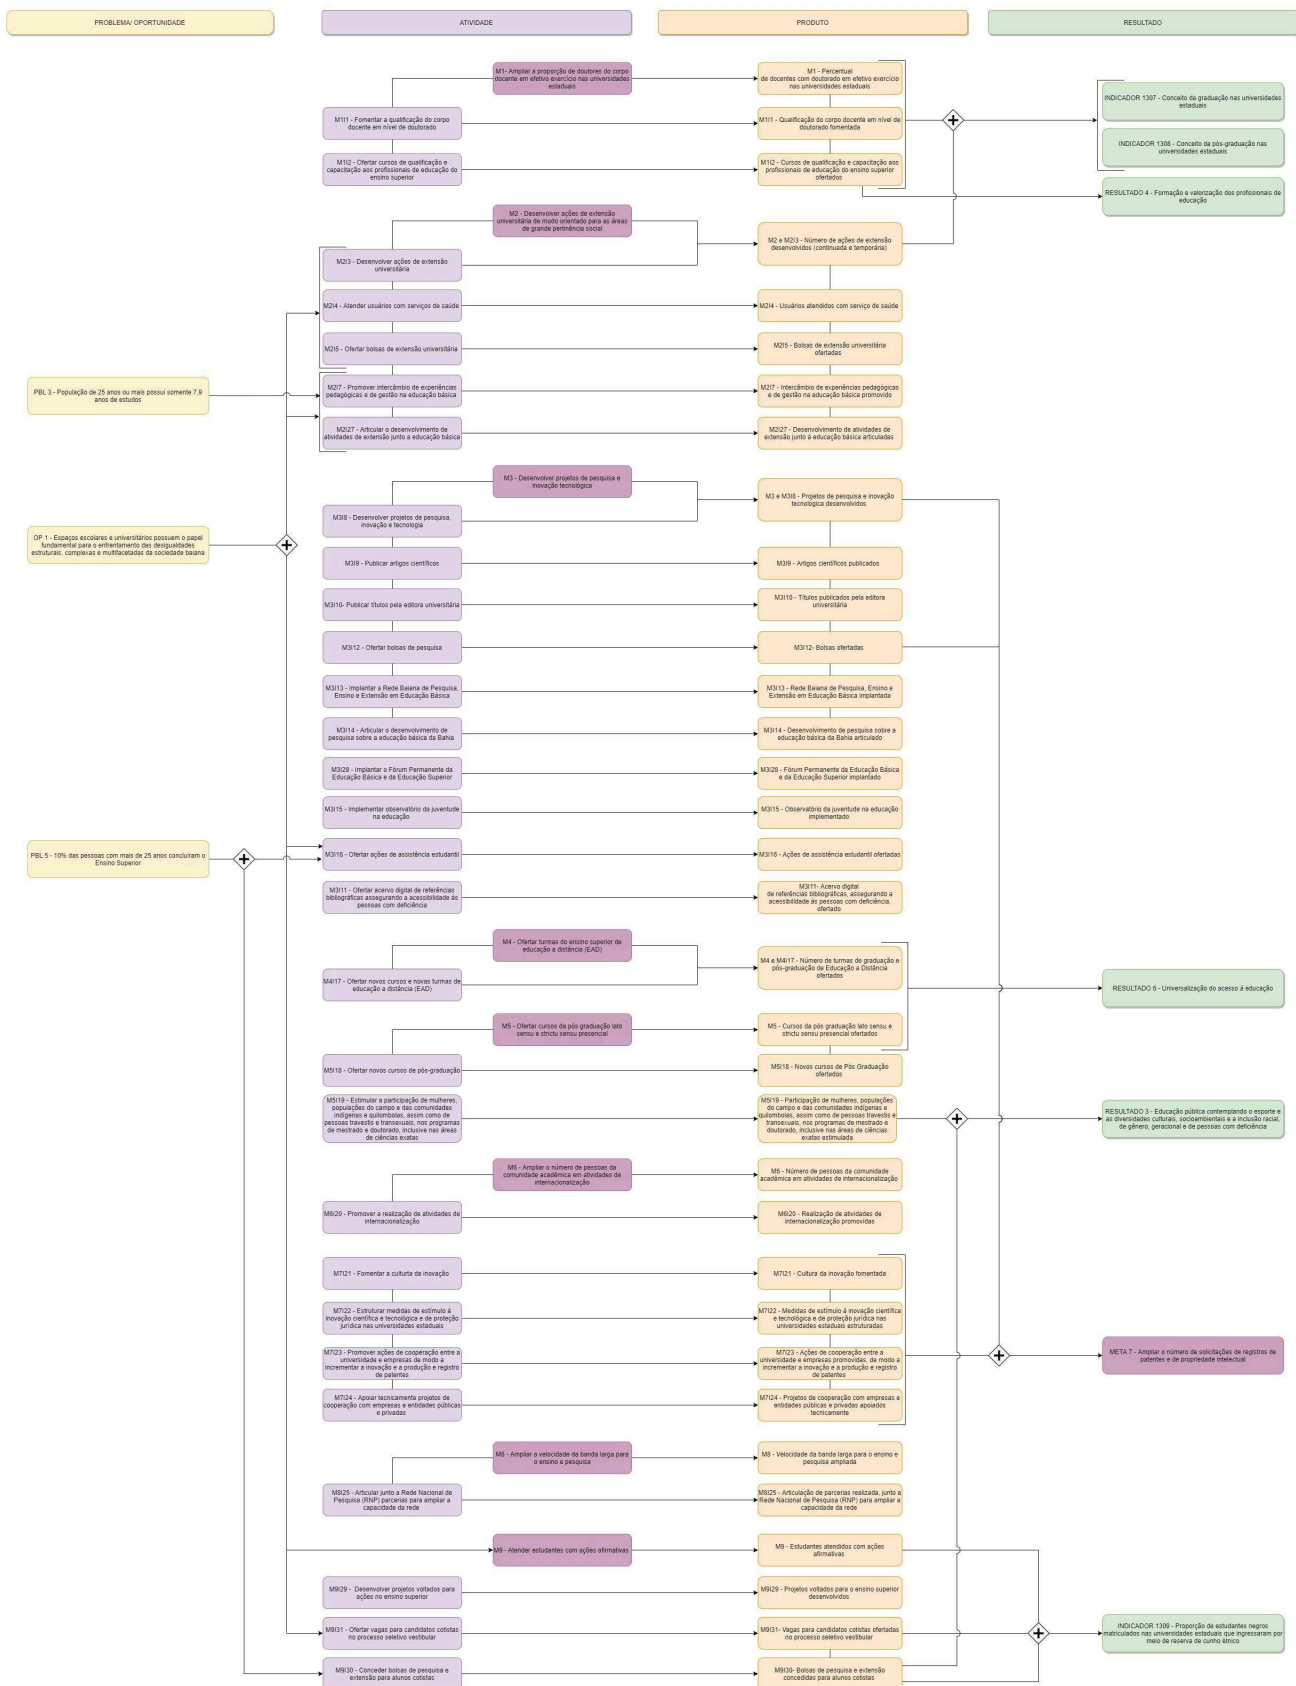 PROBLEMA/ OPORTUNIDADE
ATIVIDADE
PRODUTO
RESULTADO
M1- Ampliar a proporção de doutores do corpo
docente em efetivo exercício nas universidades
estaduais
M1 - Percentual
de docentes com doutorado em efetivo exercício
nas universidades estaduais
INDICADOR 1307 - Conceito da graduação nas universidades
estaduais
M1I1 - Fomentar a qualificação do corpo
docente em nível de doutorado
M1I1 - Qualificação do corpo docente em nível de
doutorado fomentada
INDICADOR 1308 - Conceito da pós-graduação nas
universidades estaduais
M1I2 - Ofertar cursos de qualificação e
capacitação aos profissionais de educação do
ensino superior
M1I2 - Cursos de qualificação e capacitação aos
profissionais de educação do ensino superior
ofertados
RESULTADO 4 - Formação e valorização dos profissionais de
educação
M2 - Desenvolver ações de extensão
universitária de modo orientado para as áreas
de grande pertinência social
M2 e M2I3 - Número de ações de extensão
desenvolvidos (continuada e temporária)
M2I3 - Desenvolver ações de extensão
universitária
M2I4 - Atender usuários com serviços de saúde
M2I4 - Usuários atendidos com serviço de saúde
M2I5 - Ofertar bolsas de extensão universitária
M2I5 - Bolsas de extensão universitária
ofertadas
PBL 3 - População de 25 anos ou mais possui somente 7,9
anos de estudos
M2I7 - Promover intercâmbio de experiências
pedagógicas e de gestão na educação básica
M2I7 - Intercâmbio de experiências pedagógicas
e de gestão na educação básica promovido
M2I27 - Articular o desenvolvimento de
atividades de extensão junto a educação básica
M2I27 - Desenvolvimento de atividades de
extensão junto à educação básica articuladas
M3 - Desenvolver projetos de pesquisa e
inovação tecnológica
M3 e M3I8 - Projetos de pesquisa e inovação
tecnológica desenvolvidos
M3I8 - Desenvolver projetos de pesquisa,
inovação e tecnologia
OP 1 - Espaços escolares e universitários possuem o papel
fundamental para o enfrentamento das desigualdades
estruturais, complexas e multifacetadas da sociedade baiana
M3I9 - Publicar artigos científicos
M3I9 - Artigos científicos publicados
M3I10- Publicar títulos pela editora universitária
M3I10 - Títulos publicados pela editora
universitária
M3I12 - Ofertar bolsas de pesquisa
M3I12- Bolsas ofertadas
M3I13 - Implantar a Rede Baiana de Pesquisa,
Ensino e Extensão em Educação Básica
M3I13 - Rede Baiana de Pesquisa, Ensino e
Extensão em Educação Básica implantada
M3I14 - Articular o desenvolvimento de
pesquisa sobre a educação básica da Bahia
M3I14 - Desenvolvimento de pesquisa sobre a
educação básica da Bahia articulado
M3I28 - Implantar o Fórum Permanente da
Educação Básica e da Educação Superior
M3I28 - Fórum Permanente da Educação Básica
e da Educação Superior implantado
M3I15 - Implementar observatório da juventude
na educação
M3I15 - Observatório da juventude na educação
implementado
PBL 5 - 10% das pessoas com mais de 25 anos concluíram o
Ensino Superior
M3I16 - Ofertar ações de assistência estudantil
M3I16 - Ações de assistência estudantil ofertadas
M3I11 - Ofertar acervo digital de referências
bibliográficas assegurando a acessibilidade às
pessoas com deficiência
M3I11- Acervo digital
de referências bibliográficas, assegurando a
acessibilidade às pessoas com deficiência,
ofertado
M4 - Ofertar turmas do ensino superior de
educação a distância (EAD)
M4 e M4I17 - Número de turmas de graduação e
pós-graduação de Educação a Distância
ofertados
M4I17 - Ofertar novos cursos e novas turmas de
educação a distância (EAD)
RESULTADO 6 - Universalização do acesso à educação
M5 - Ofertar cursos da pós graduação lato
sensu e strictu sensu presencial
M5 - Cursos da pós graduação lato sensu e
strictu sensu presencial ofertados
M5I18 - Ofertar novos cursos de pós-graduação
M5I18 - Novos cursos de Pós Graduação
ofertados
M5I19 - Estimular a participação de mulheres,
populações do campo e das comunidades
indígenas e quilombolas, assim como de
pessoas travestis e transexuais, nos programas
de mestrado e doutorado, inclusive nas áreas de
ciências exatas
M5I19 - Participação de mulheres, populações
do campo e das comunidades indígenas e
quilombolas, assim como de pessoas travestis e
transexuais, nos programas de mestrado e
doutorado, inclusive nas áreas de ciências
exatas estimulada
RESULTADO 3 - Educação pública contemplando o esporte e
as diversidades culturais, socioambientais e a inclusão racial,
de gênero, geracional e de pessoas com deficiência
M6 - Ampliar o número de pessoas da
comunidade acadêmica em atividades de
internacionalização
M6 - Número de pessoas da comunidade
acadêmica em atividades de internacionalização
M6I20 - Promover a realização de atividades de
internacionalização
M6I20 - Realização de atividades de
internacionalização promovidas
M7I21 - Fomentar a culturta da inovação
M7I21 - Cultura da inovação fomentada
M7I22 - Estruturar medidas de estímulo à
inovação científica e tecnológica e de proteção
jurídica nas universidades estaduais
M7I22 - Medidas de estímulo à inovação científica
e tecnológica e de proteção jurídica nas
universidades estaduais estruturadas
M7I23 - Promover ações de cooperação entre a
universidade e empresas de modo a
incrementar a inovação e a produção e registro
de patentes
M7I23 - Ações de cooperação entre a
universidade e empresas promovidas, de modo a
incrementar a inovação e a produção e registro
de patentes
META 7 - Ampliar o número de solicitações de registros de
patentes e de propriedade intelectual
M7I24 - Apoiar tecnicamente projetos de
cooperação com empresas e entidades públicas
e privadas
M7I24 - Projetos de cooperação com empresas e
entidades públicas e privadas apoiados
tecnicamente
M8 - Ampliar a velocidade da banda larga para
o ensino e pesquisa
M8 - Velocidade da banda larga para o ensino e
pesquisa ampliada
M8I25 - Articular junto a Rede Nacional de
Pesquisa (RNP) parcerias para ampliar a
capacidade da rede
M8I25 - Articulação de parcerias realizada, junto a
Rede Nacional de Pesquisa (RNP) para ampliar a
capacidade da rede
M9 - Atender estudantes com ações afirmativas
M9 - Estudantes atendidos com ações
afirmativas
M9I29 - Desenvolver projetos voltados para
ações no ensino superior
M9I29 - Projetos voltados para o ensino superior
desenvolvidos
M9I31 - Ofertar vagas para candidatos cotistas
no processo seletivo vestibular
M9I31- Vagas para candidatos cotistas ofertadas
no processo seletivo vestibular
INDICADOR 1309 - Proporção de estudantes negros
matriculados nas universidades estaduais que ingressaram por
meio de reserva de cunho étnico
M9I30 - Conceder bolsas de pesquisa e
extensão para alunos cotistas
M9I30- Bolsas de pesquisa e extensão
concedidas para alunos cotistas